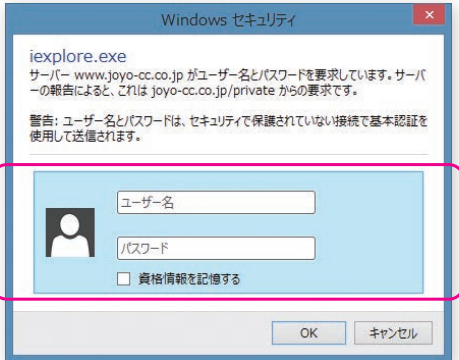 Windows セキュリティ
iexplore.exe
サーバー www.joyo-cc.co.jp がユーザー名とパスワードを要求しています。サーバ
ーの報告によると、これは joyo-cc.co.jp/private からの要求です。
警告: ユーザー名とパスワードは、セキュリティで保護されていない接続で基本認証を
使用して送信されます。
ユーザー名
パスワード
資格情報を記憶する
OK
キャンセル